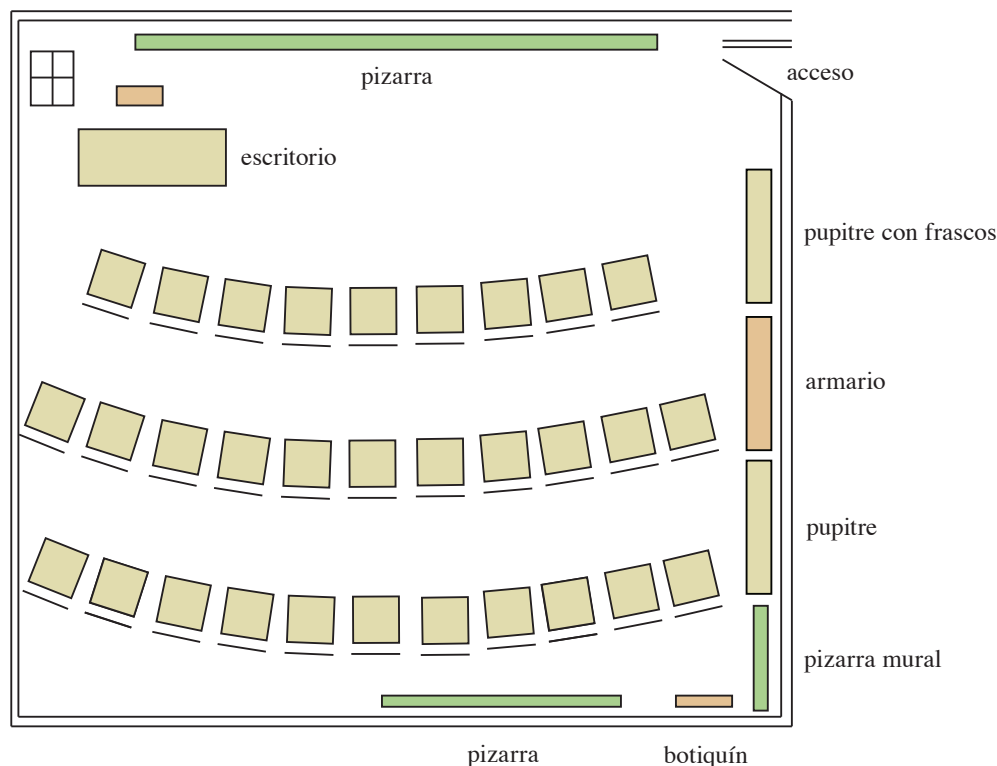 pizarra
acceso
escritorio
pupitre con frascos
armario
pupitre
pizarra mural
pizarra
botiquín